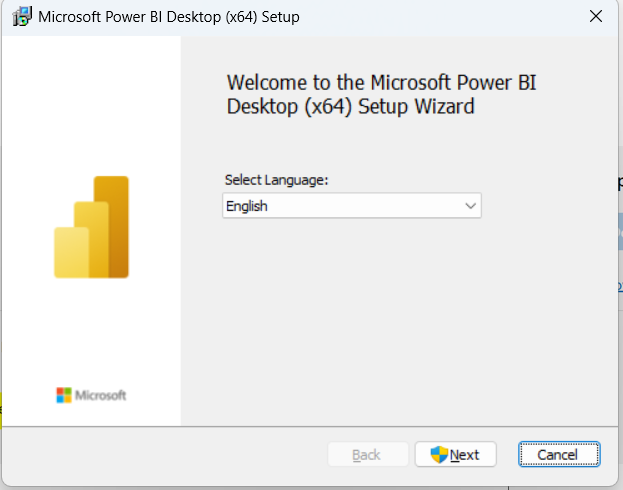 Microsoft Power BI Desktop (x64) Setup
Welcome to the Microsoft Power BI
Desktop (x64) Setup Wizard
Select Language:
English
Microsoft
Back
Next
Cancel